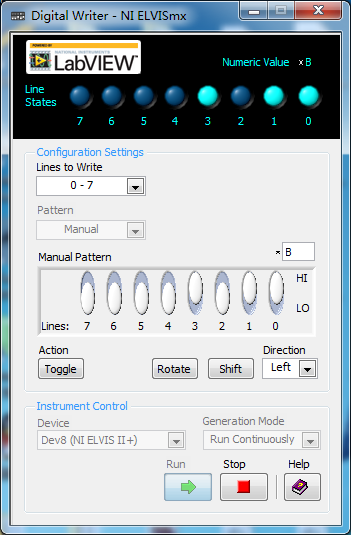 Digital Writer - NI ELVISmx
POWERED BY
NATIONAL INSTRUMENTS
LabVIEW™
Numeric Value x B
Line States
7 6 5 4 3 2 1 0
Configuration Settings
Lines to Write
0 - 7
Pattern
Manual
Manual Pattern
x B
HI
LO
Lines: 7 6 5 4 3 2 1 0
Action
Direction
Toggle Rotate Shift Left
Instrument Control
Device
Generation Mode
Dev8 (NI ELVIS II+)
Run Continuously
Run Stop Help
?